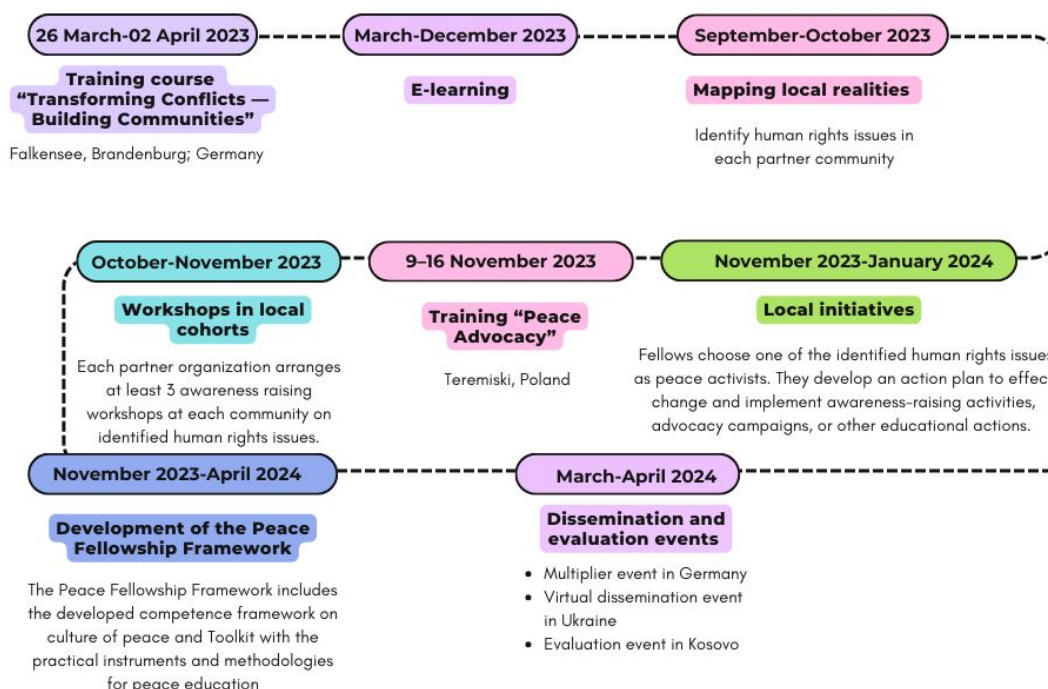 26 March-02 April 2023
Training course
“Transforming Conflicts —
Building Communities”
Falkensee, Brandenburg; Germany
March-December 2023
E-learning
September-October 2023
Mapping local realities
Identify human rights issues in
each partner community
October-November 2023
Workshops in local
cohorts
Each partner organization arranges
at least 3 awareness raising
workshops at each community on
identified human rights issues.
9–16 November 2023
Training “Peace
Advocacy”
Teremiski, Poland
November 2023-January 2024
Local initiatives
Fellows choose one of the identified human rights issues
as peace activists. They develop an action plan to effec
change and implement awareness-raising activities,
advocacy campaigns, or other educational actions.
November 2023-April 2024
Development of the Peace
Fellowship Framework
The Peace Fellowship Framework includes
the developed competence framework on
culture of peace and Toolkit with the
practical instruments and methodologies
for peace education
March-April 2024
Dissemination and
evaluation events
• Multiplier event in Germany
• Virtual dissemination event
in Ukraine
• Evaluation event in Kosovo